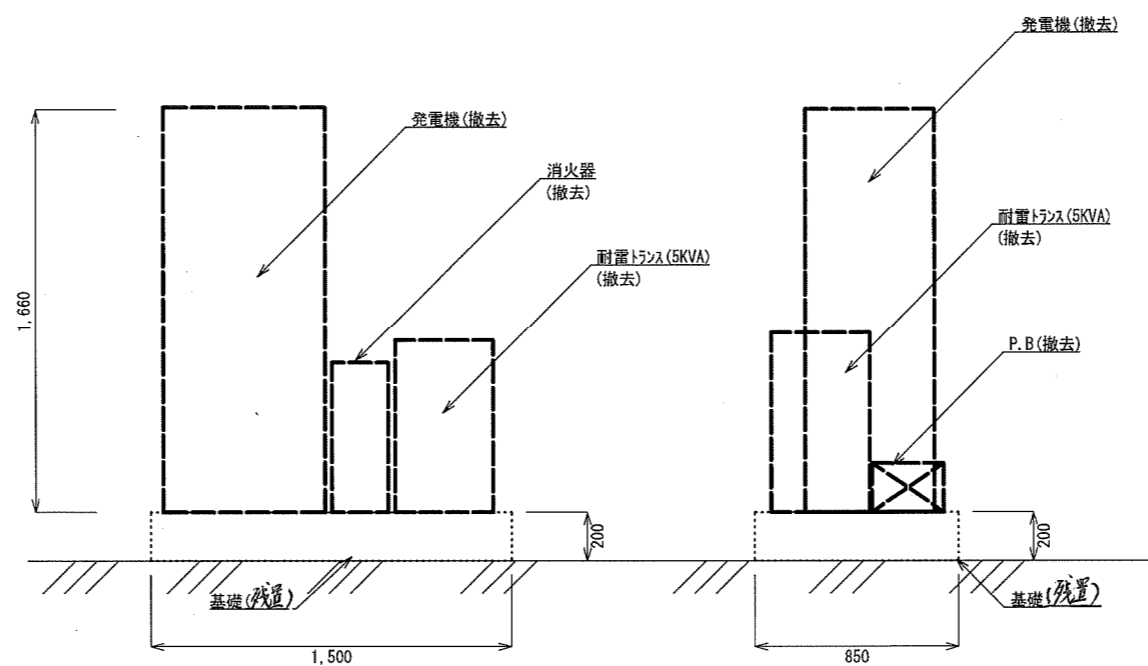 発電機(撤去)
消火器
(撤去)
耐雷トランス(5KVA)
(撤去)
1,660
200
基礎(残置)
1,500
発電機(撤去)
耐雷トランス(5KVA)
(撤去)
P.B(撤去)
200
基礎(残置)
850